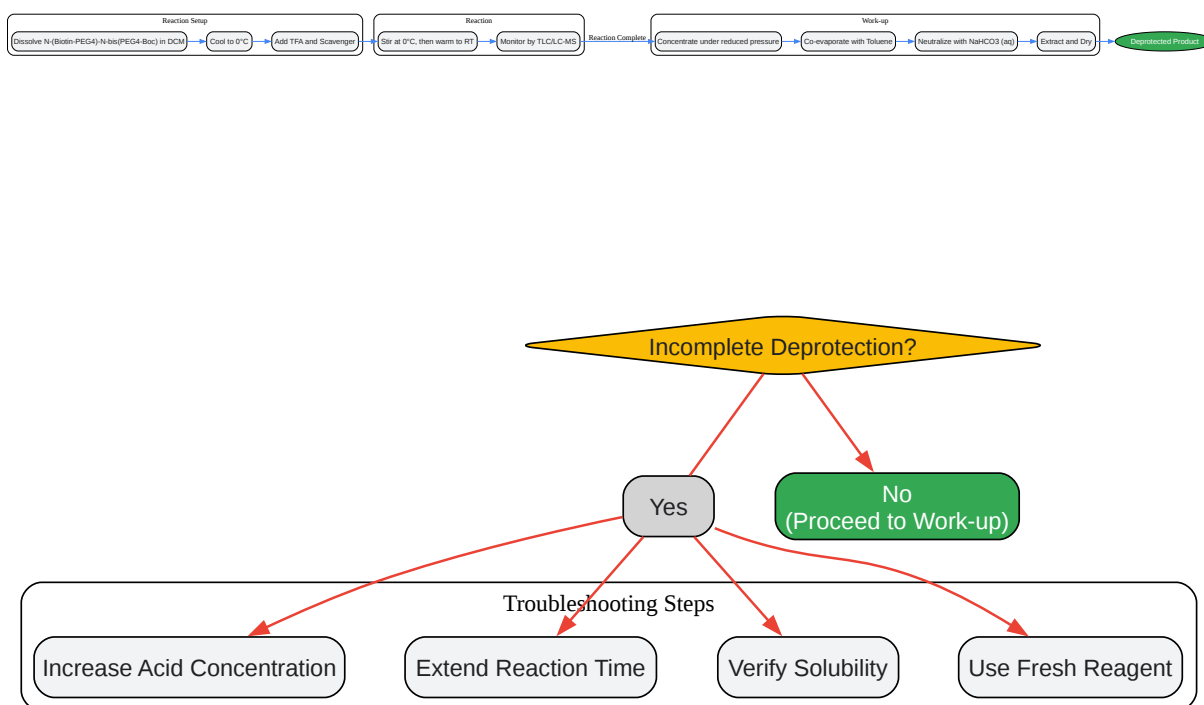 Reaction Setup
Reaction
Work-up
Dissolve N-(Biotin-PEG4)-N-bis(PEG4-Boc) in DCM
Cool to 0°C
Add TFA and Scavenger
Stir at 0°C, then warm to RT
Monitor by TLC/LC-MS
Reaction Complete
Concentrate under reduced pressure
Co-evaporate with Toluene
Neutralize with NaHCO3 (aq)
Extract and Dry
Deprotected Product
Incomplete Deprotection?
Yes
No
(Proceed to Work-up)
Troubleshooting Steps
Increase Acid Concentration
Extend Reaction Time
Verify Solubility
Use Fresh Reagent